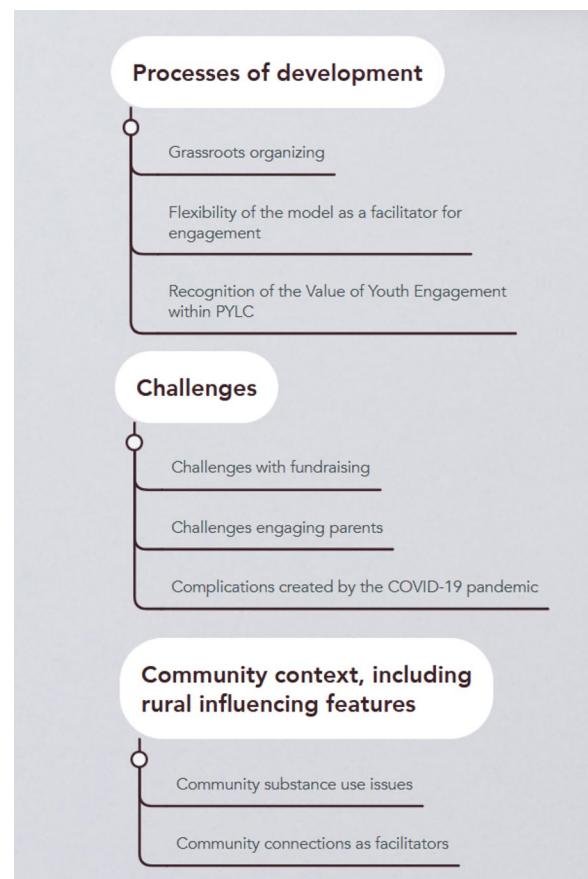 Processes of development
Grassroots organizing
Flexibility of the model as a facilitator for
engagement
Recognition of the Value of Youth Engagement
within PYLC
Challenges
Challenges with fundraising
Challenges engaging parents
Complications created by the COVID-19 pandemic
Community context, including
rural influencing features
Community substance use issues
Community connections as facilitators